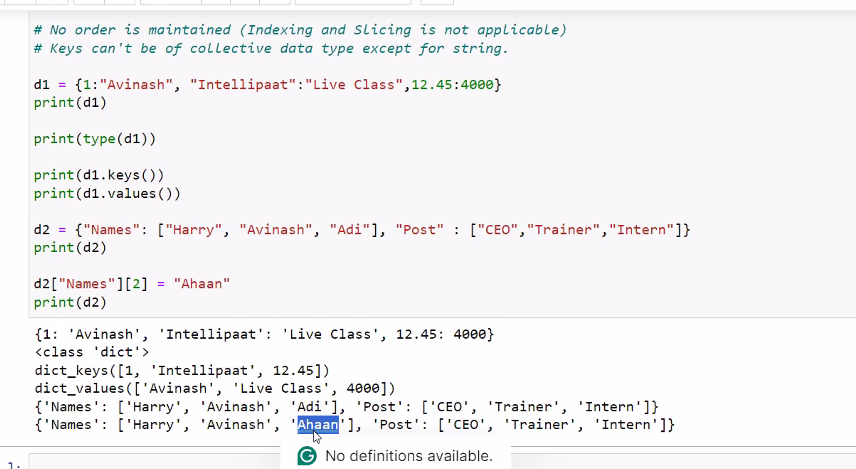 # No order is maintained (Indexing and Slicing is not applicable)
# Keys can't be of collective data type except for string.
d1 = {1:"Avinash", "Intellipaat":"Live Class",12.45:4000}
print(d1)
print(type(d1))
print(d1.keys())
print(d1.values())
d2 = {"Names": ["Harry", "Avinash", "Adi"], "Post" : ["CEO","Trainer","Intern"]}
print(d2)
d2["Names"][2] = "Ahaan"
print(d2)
{1: 'Avinash', 'Intellipaat': 'Live Class', 12.45: 4000}
<class 'dict'>
dict_keys([1, 'Intellipaat', 12.45])
dict_values(['Avinash', 'Live Class', 4000])
{'Names': ['Harry', 'Avinash', 'Adi'], 'Post': ['CEO', 'Trainer', 'Intern']}
{'Names': ['Harry', 'Avinash', 'Ahaan'], 'Post': ['CEO', 'Trainer', 'Intern']}
No definitions available.